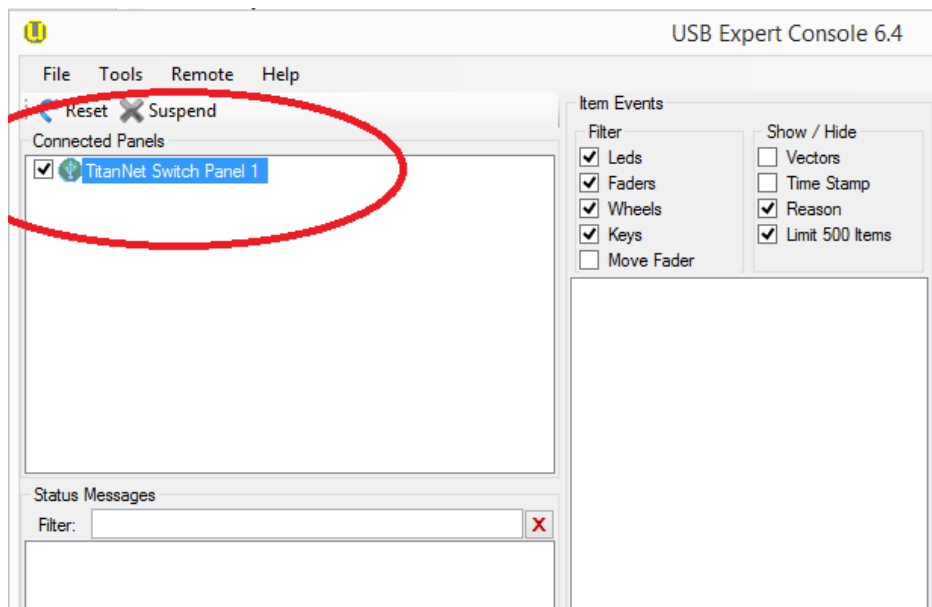 USB Expert Console 6.4
File Tools Remote Help
Reset Suspend
Connected Panels
TitanNet Switch Panel 1
Item Events
Filter
Leds
Faders
Wheels
Keys
Move Fader
Show / Hide
Vectors
Time Stamp
Reason
Limit 500 Items
Status Messages
Filter:
X